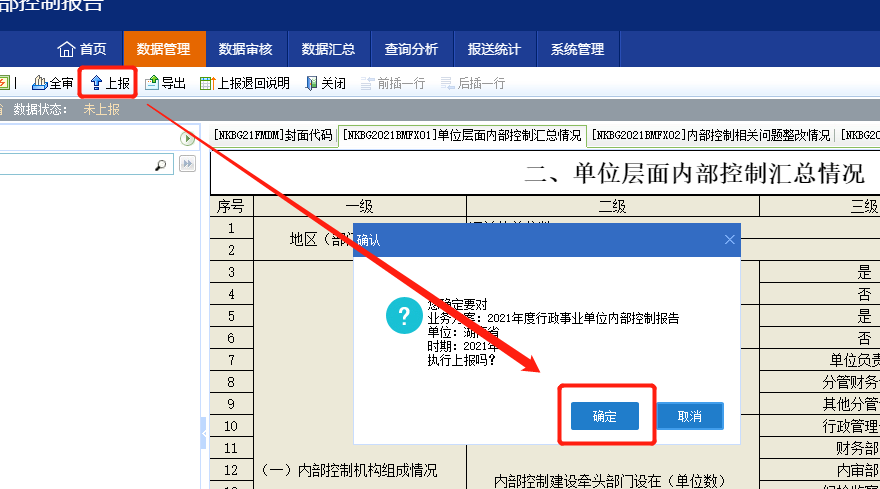 部控制报告
首页 数据管理 数据审核 数据汇总 查询分析 报送统计 系统管理
全审 上报 导出 上报退回说明 关闭 前插一行 后插一行
数据状态： 未上报
[NKBG21FMDM]封面代码 [NKBG2021BMFX01]单位层面内部控制汇总情况 [NKBG2021BMFX02]内部控制相关问题整改情况 [NKBG20
二、单位层面内部控制汇总情况
序号 一级 二级 三级
1
地区（部门
2
确认
您确定要对
业务方案：2021年度行政事业单位内部控制报告
单位：湖南省
时期：2021年
执行上报吗？
确定 取消
3 是
4 否
5 是
6 否
7 单位负责
8 分管财务
9 其他分管
10 行政管理
11 财务部
12 （一）内部控制机构组成情况 内审部
内部控制建设牵头部门设在（单位数）